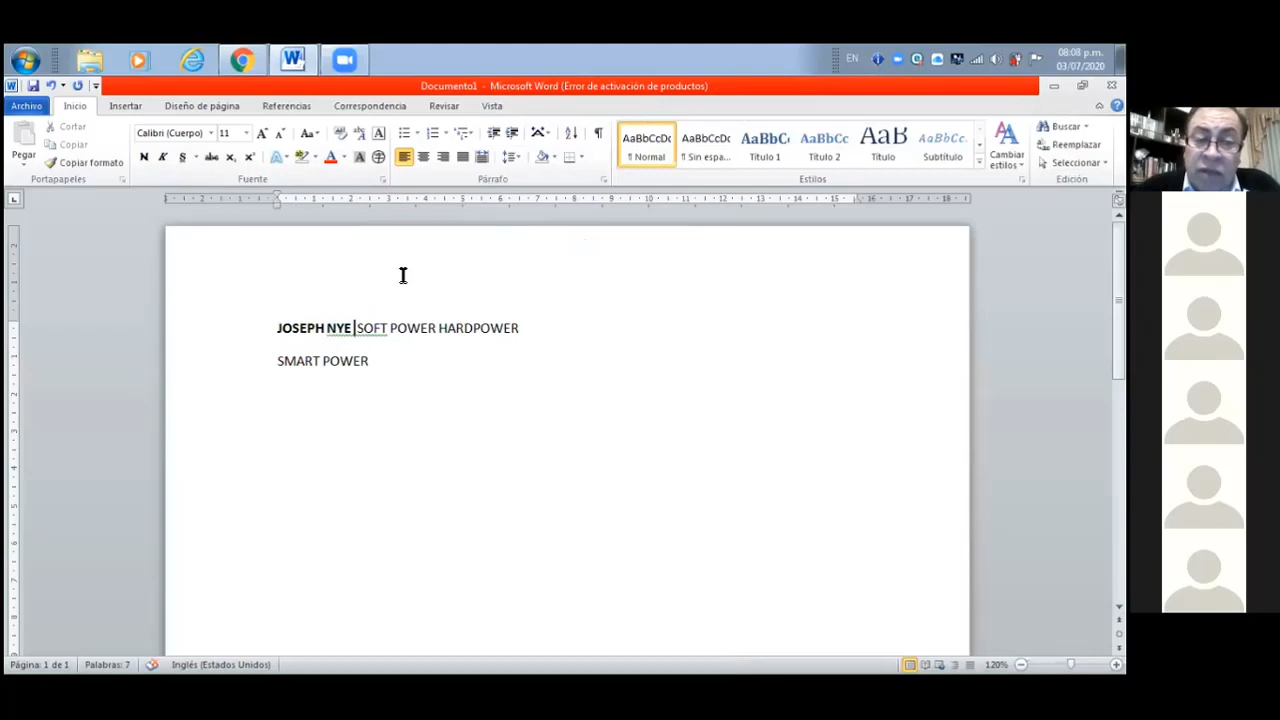 EN
08:08 p.m.
03/07/2020
Documento1 - Microsoft Word (Error de activación de productos)
Archivo Inicio Insertar Diseño de página Referencias Correspondencia Revisar Vista
Pegar
Cortar
Copiar
Copiar formato
Portapapeles
Calibri (Cuerpo) 11
Fuente
Párrafo
AaBbCcDc AaBbCcDc AaBbC AaBbCc AaB AaBbCc.
¶ Normal ¶ Sin espa... Título 1 Título 2 Título Subtítulo
Cambiar estilos
Estilos
Buscar
Reemplazar
Seleccionar
Edición
JOSEPH NYE SOFT POWER HARDPOWER
SMART POWER
Página: 1 de 1 Palabras: 7 Inglés (Estados Unidos) 120%